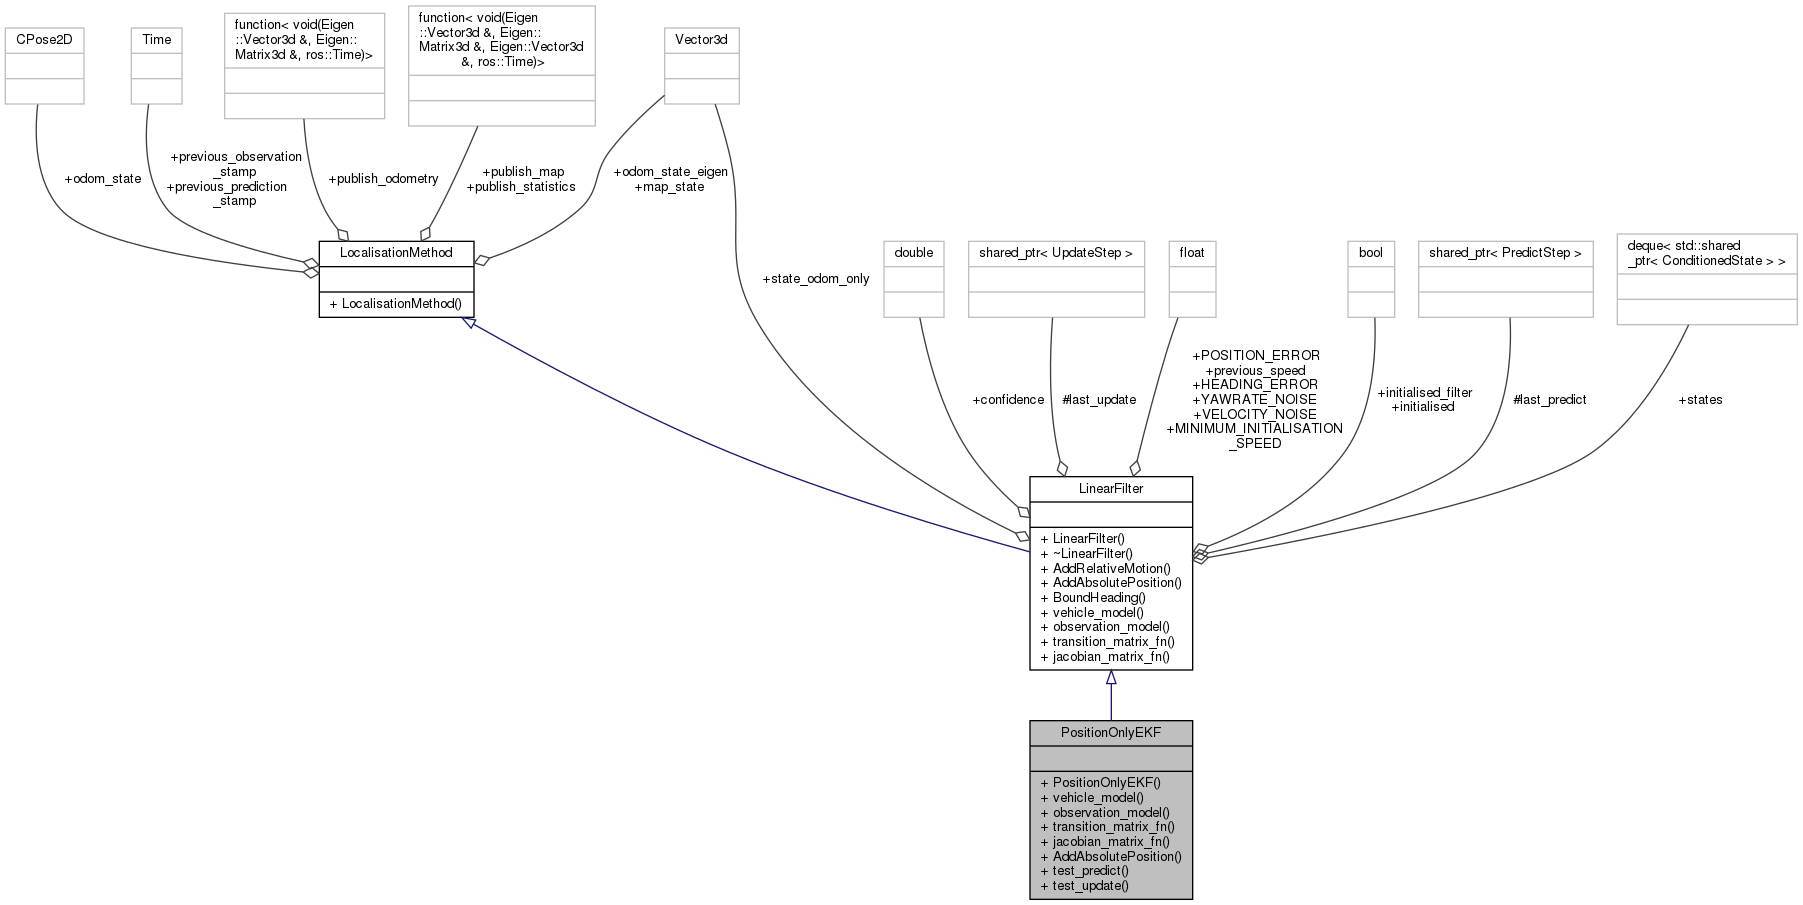 CPose2D
Time
function< void(Eigen
::Vector3d &, Eigen::
Matrix3d &, ros::Time)>
function< void(Eigen
::Vector3d &, Eigen::
Matrix3d &, Eigen::Vector3d
&, ros::Time)>
Vector3d
+odom_state
+previous_observation
_stamp
+previous_prediction
_stamp
+publish_odometry
+publish_map
+publish_statistics
+odom_state_eigen
+map_state
LocalisationMethod
+ LocalisationMethod()
+state_odom_only
double
shared_ptr< UpdateStep >
float
bool
shared_ptr< PredictStep >
deque< std::shared
_ptr< ConditionedState > >
+confidence
#last_update
+POSITION_ERROR
+previous_speed
+HEADING_ERROR
+YAWRATE_NOISE
+VELOCITY_NOISE
+MINIMUM_INITIALISATION
_SPEED
+initialised_filter
+initialised
#last_predict
+states
LinearFilter
+ LinearFilter()
+ ~LinearFilter()
+ AddRelativeMotion()
+ AddAbsolutePosition()
+ BoundHeading()
+ vehicle_model()
+ observation_model()
+ transition_matrix_fn()
+ jacobian_matrix_fn()
PositionOnlyEKF
+ PositionOnlyEKF()
+ vehicle_model()
+ observation_model()
+ transition_matrix_fn()
+ jacobian_matrix_fn()
+ AddAbsolutePosition()
+ test_predict()
+ test_update()